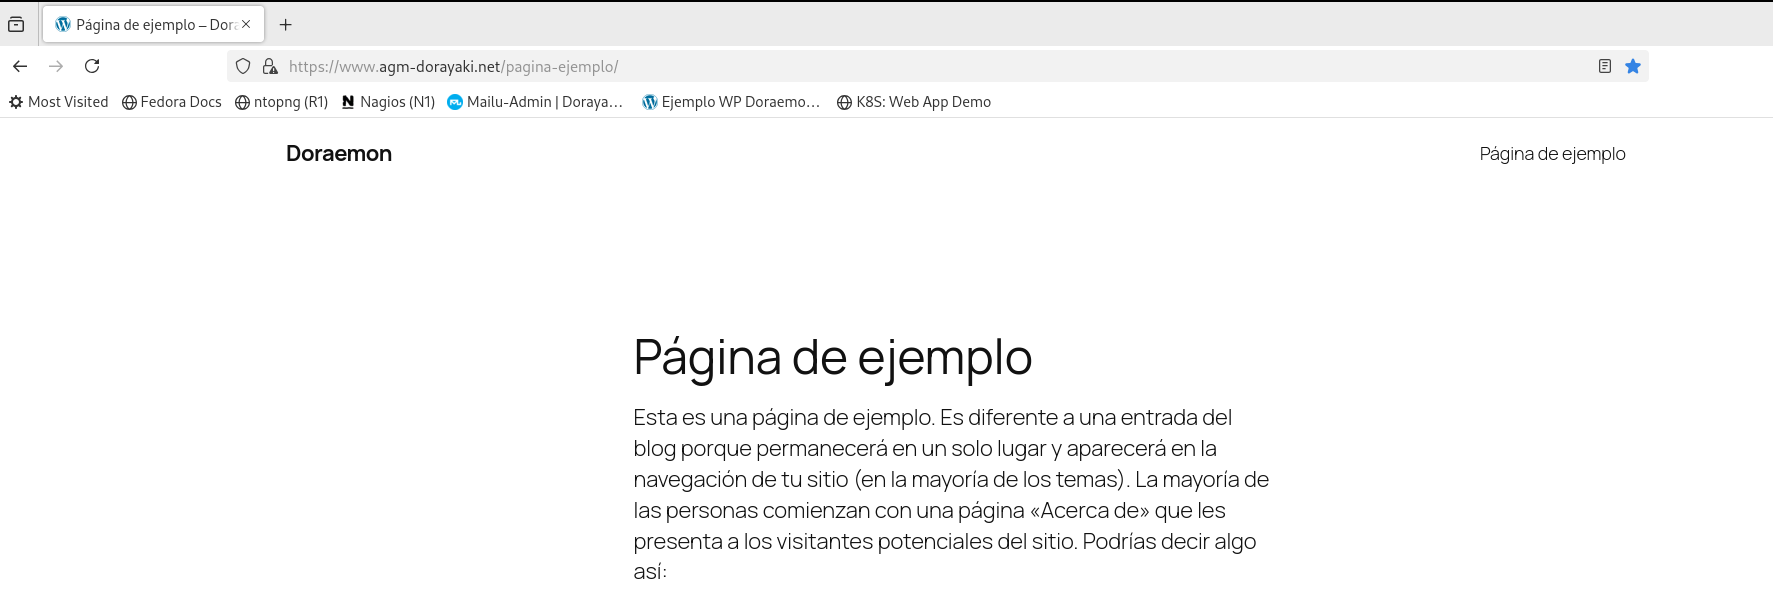 Página de ejemplo – Dor
https://www.agm-dorayaki.net/pagina-ejemplo/
Most Visited Fedora Docs ntopng (R1) Nagios (N1) Mailu-Admin | Doraya… Ejemplo WP Doraemo… K8S: Web App Demo
Doraemon Página de ejemplo
Página de ejemplo
Esta es una página de ejemplo. Es diferente a una entrada del
blog porque permanecerá en un solo lugar y aparecerá en la
navegación de tu sitio (en la mayoría de los temas). La mayoría de
las personas comienzan con una página «Acerca de» que les
presenta a los visitantes potenciales del sitio. Podrías decir algo
así: